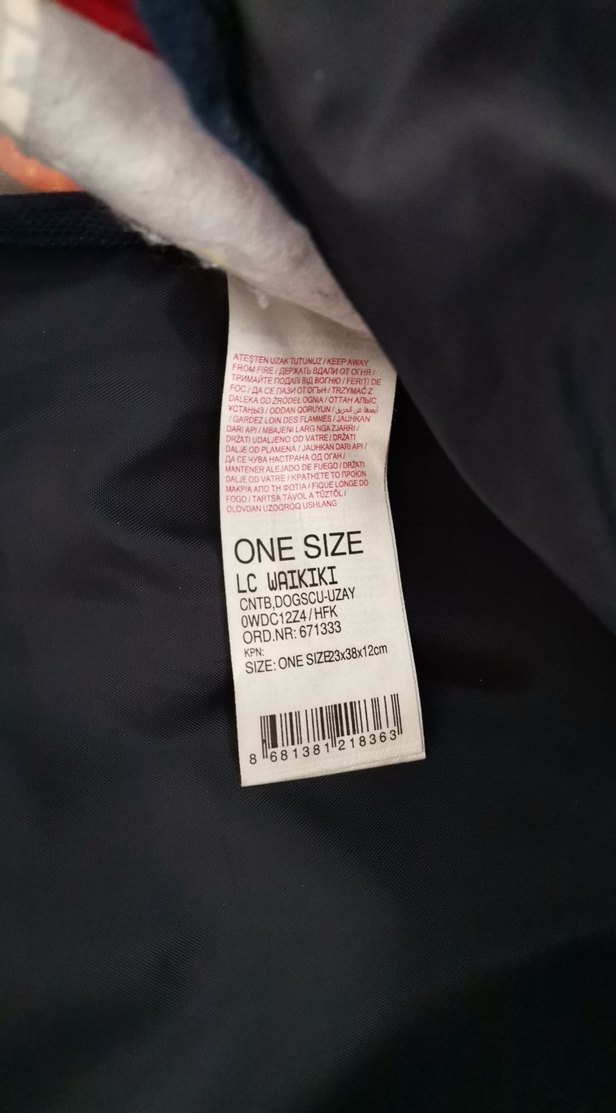 ATEŞTEN UZAK TUTUNUZ / KEEP AWAY
FROM FIRE / ДЕРЖАТЬ ВДАЛИ ОТ ОГНЯ /
ТРИМАЙТЕ ПОДАЛІ ВІД ВОГНЮ / FERITI DE
FOC / ДА СЕ ПАЗИ ОТ ОГЪН / TRZYMAĆ Z
DALEKA OD ŹRÓDEŁ OGNIA / ОТТАН АЛЫС
ҰСТАҢЫЗ / ODDAN QORUYUN / ابعدها عن الحريق
/ GARDEZ LOIN DES FLAMMES / JAUHKAN
DARI API / MBAJENI LARG NGA ZJARRI /
DRŽATI UDALJENO OD VATRE / DRŽATI
DALJE OD PLAMENA / JAUHKAN DARI API /
ДА СЕ ЧУВА НАСТРАНА ОД ОГАН /
MANTENER ALEJADO DE FUEGO / DRŽATI
DALJE OD VATRE / ΚΡΑΤΗΣΤΕ ΤΟ ΠΡΟΪΟΝ
ΜΑΚΡΙΑ ΑΠΟ ΤΗ ΦΩΤΙΑ / FIQUE LONGE DO
FOGO / TARTSA TÁVOL A TŰZTŐL /
OLOVDAN UZOQROQ USHLANG
ONE SIZE
LC WAIKIKI
CNTB,DOGSCU-UZAY
0WDC12Z4 / HFK
ORD.NR: 671333
KPN:
SIZE: ONE SIZE23x38x12cm
8 681381 218363